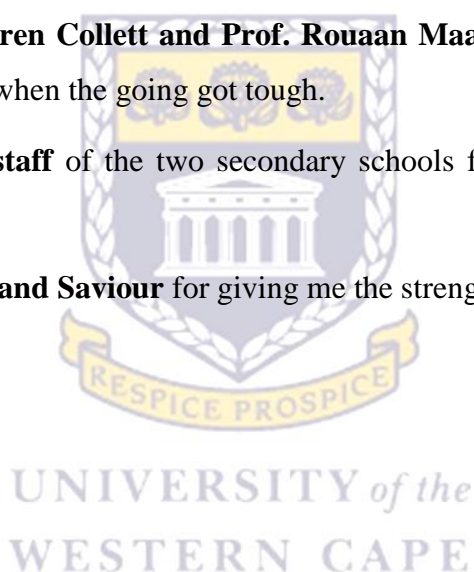 ren Collett and Prof. Rouaan Maa
when the going got tough.
staff of the two secondary schools f
and Saviour for giving me the streng
RESPICE PROSPICE
UNIVERSITY of the
WESTERN CAPE